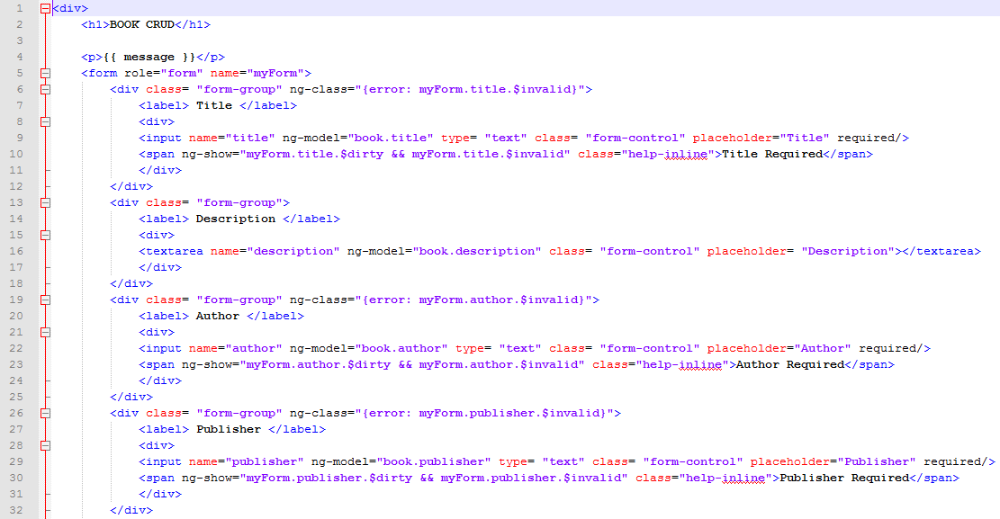 1 <div>
2 <h1>BOOK CRUD</h1>
3
4 <p>{{ message }}</p>
5 <form role="form" name="myForm">
6 <div class= "form-group" ng-class="{error: myForm.title.$invalid}">
7 <label> Title </label>
8 <div>
9 <input name="title" ng-model="book.title" type= "text" class= "form-control" placeholder="Title" required/>
10 <span ng-show="myForm.title.$dirty && myForm.title.$invalid" class="help-inline">Title Required</span>
11 </div>
12 </div>
13 <div class= "form-group">
14 <label> Description </label>
15 <div>
16 <textarea name="description" ng-model="book.description" class= "form-control" placeholder= "Description"></textarea>
17 </div>
18 </div>
19 <div class= "form-group" ng-class="{error: myForm.author.$invalid}">
20 <label> Author </label>
21 <div>
22 <input name="author" ng-model="book.author" type= "text" class= "form-control" placeholder="Author" required/>
23 <span ng-show="myForm.author.$dirty && myForm.author.$invalid" class="help-inline">Author Required</span>
24 </div>
25 </div>
26 <div class= "form-group" ng-class="{error: myForm.publisher.$invalid}">
27 <label> Publisher </label>
28 <div>
29 <input name="publisher" ng-model="book.publisher" type= "text" class= "form-control" placeholder="Publisher" required/>
30 <span ng-show="myForm.publisher.$dirty && myForm.publisher.$invalid" class="help-inline">Publisher Required</span>
31 </div>
32 </div>